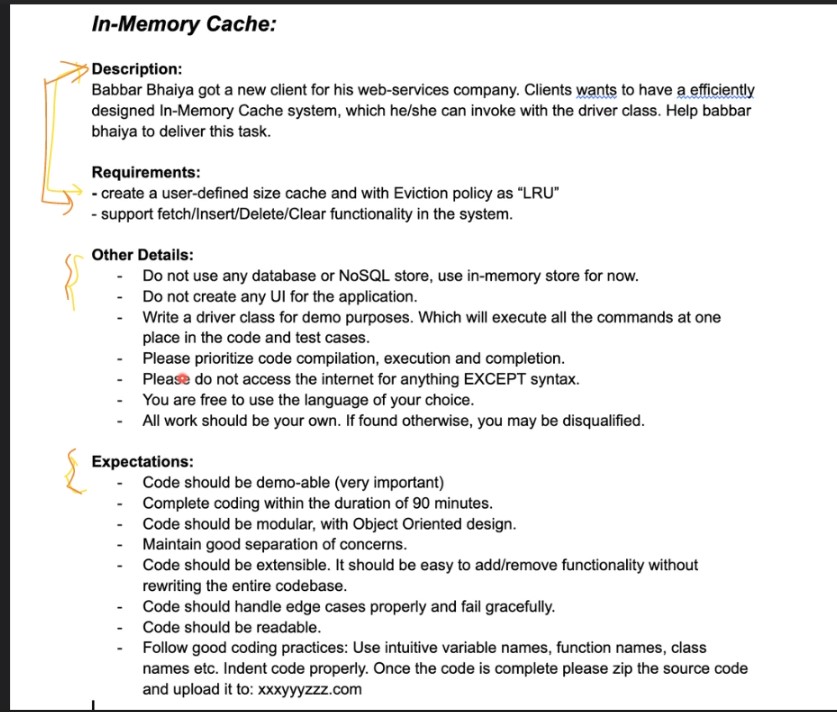 In-Memory Cache:
Description:
Babbar Bhaiya got a new client for his web-services company. Clients wants to have a efficiently
designed In-Memory Cache system, which he/she can invoke with the driver class. Help babbar
bhaiya to deliver this task.
Requirements:
- create a user-defined size cache and with Eviction policy as “LRU”
- support fetch/Insert/Delete/Clear functionality in the system.
Other Details:
- Do not use any database or NoSQL store, use in-memory store for now.
- Do not create any UI for the application.
- Write a driver class for demo purposes. Which will execute all the commands at one
place in the code and test cases.
- Please prioritize code compilation, execution and completion.
- Please do not access the internet for anything EXCEPT syntax.
- You are free to use the language of your choice.
- All work should be your own. If found otherwise, you may be disqualified.
Expectations:
- Code should be demo-able (very important)
- Complete coding within the duration of 90 minutes.
- Code should be modular, with Object Oriented design.
- Maintain good separation of concerns.
- Code should be extensible. It should be easy to add/remove functionality without
rewriting the entire codebase.
- Code should handle edge cases properly and fail gracefully.
- Code should be readable.
- Follow good coding practices: Use intuitive variable names, function names, class
names etc. Indent code properly. Once the code is complete please zip the source code
and upload it to: xxxyyyzzz.com